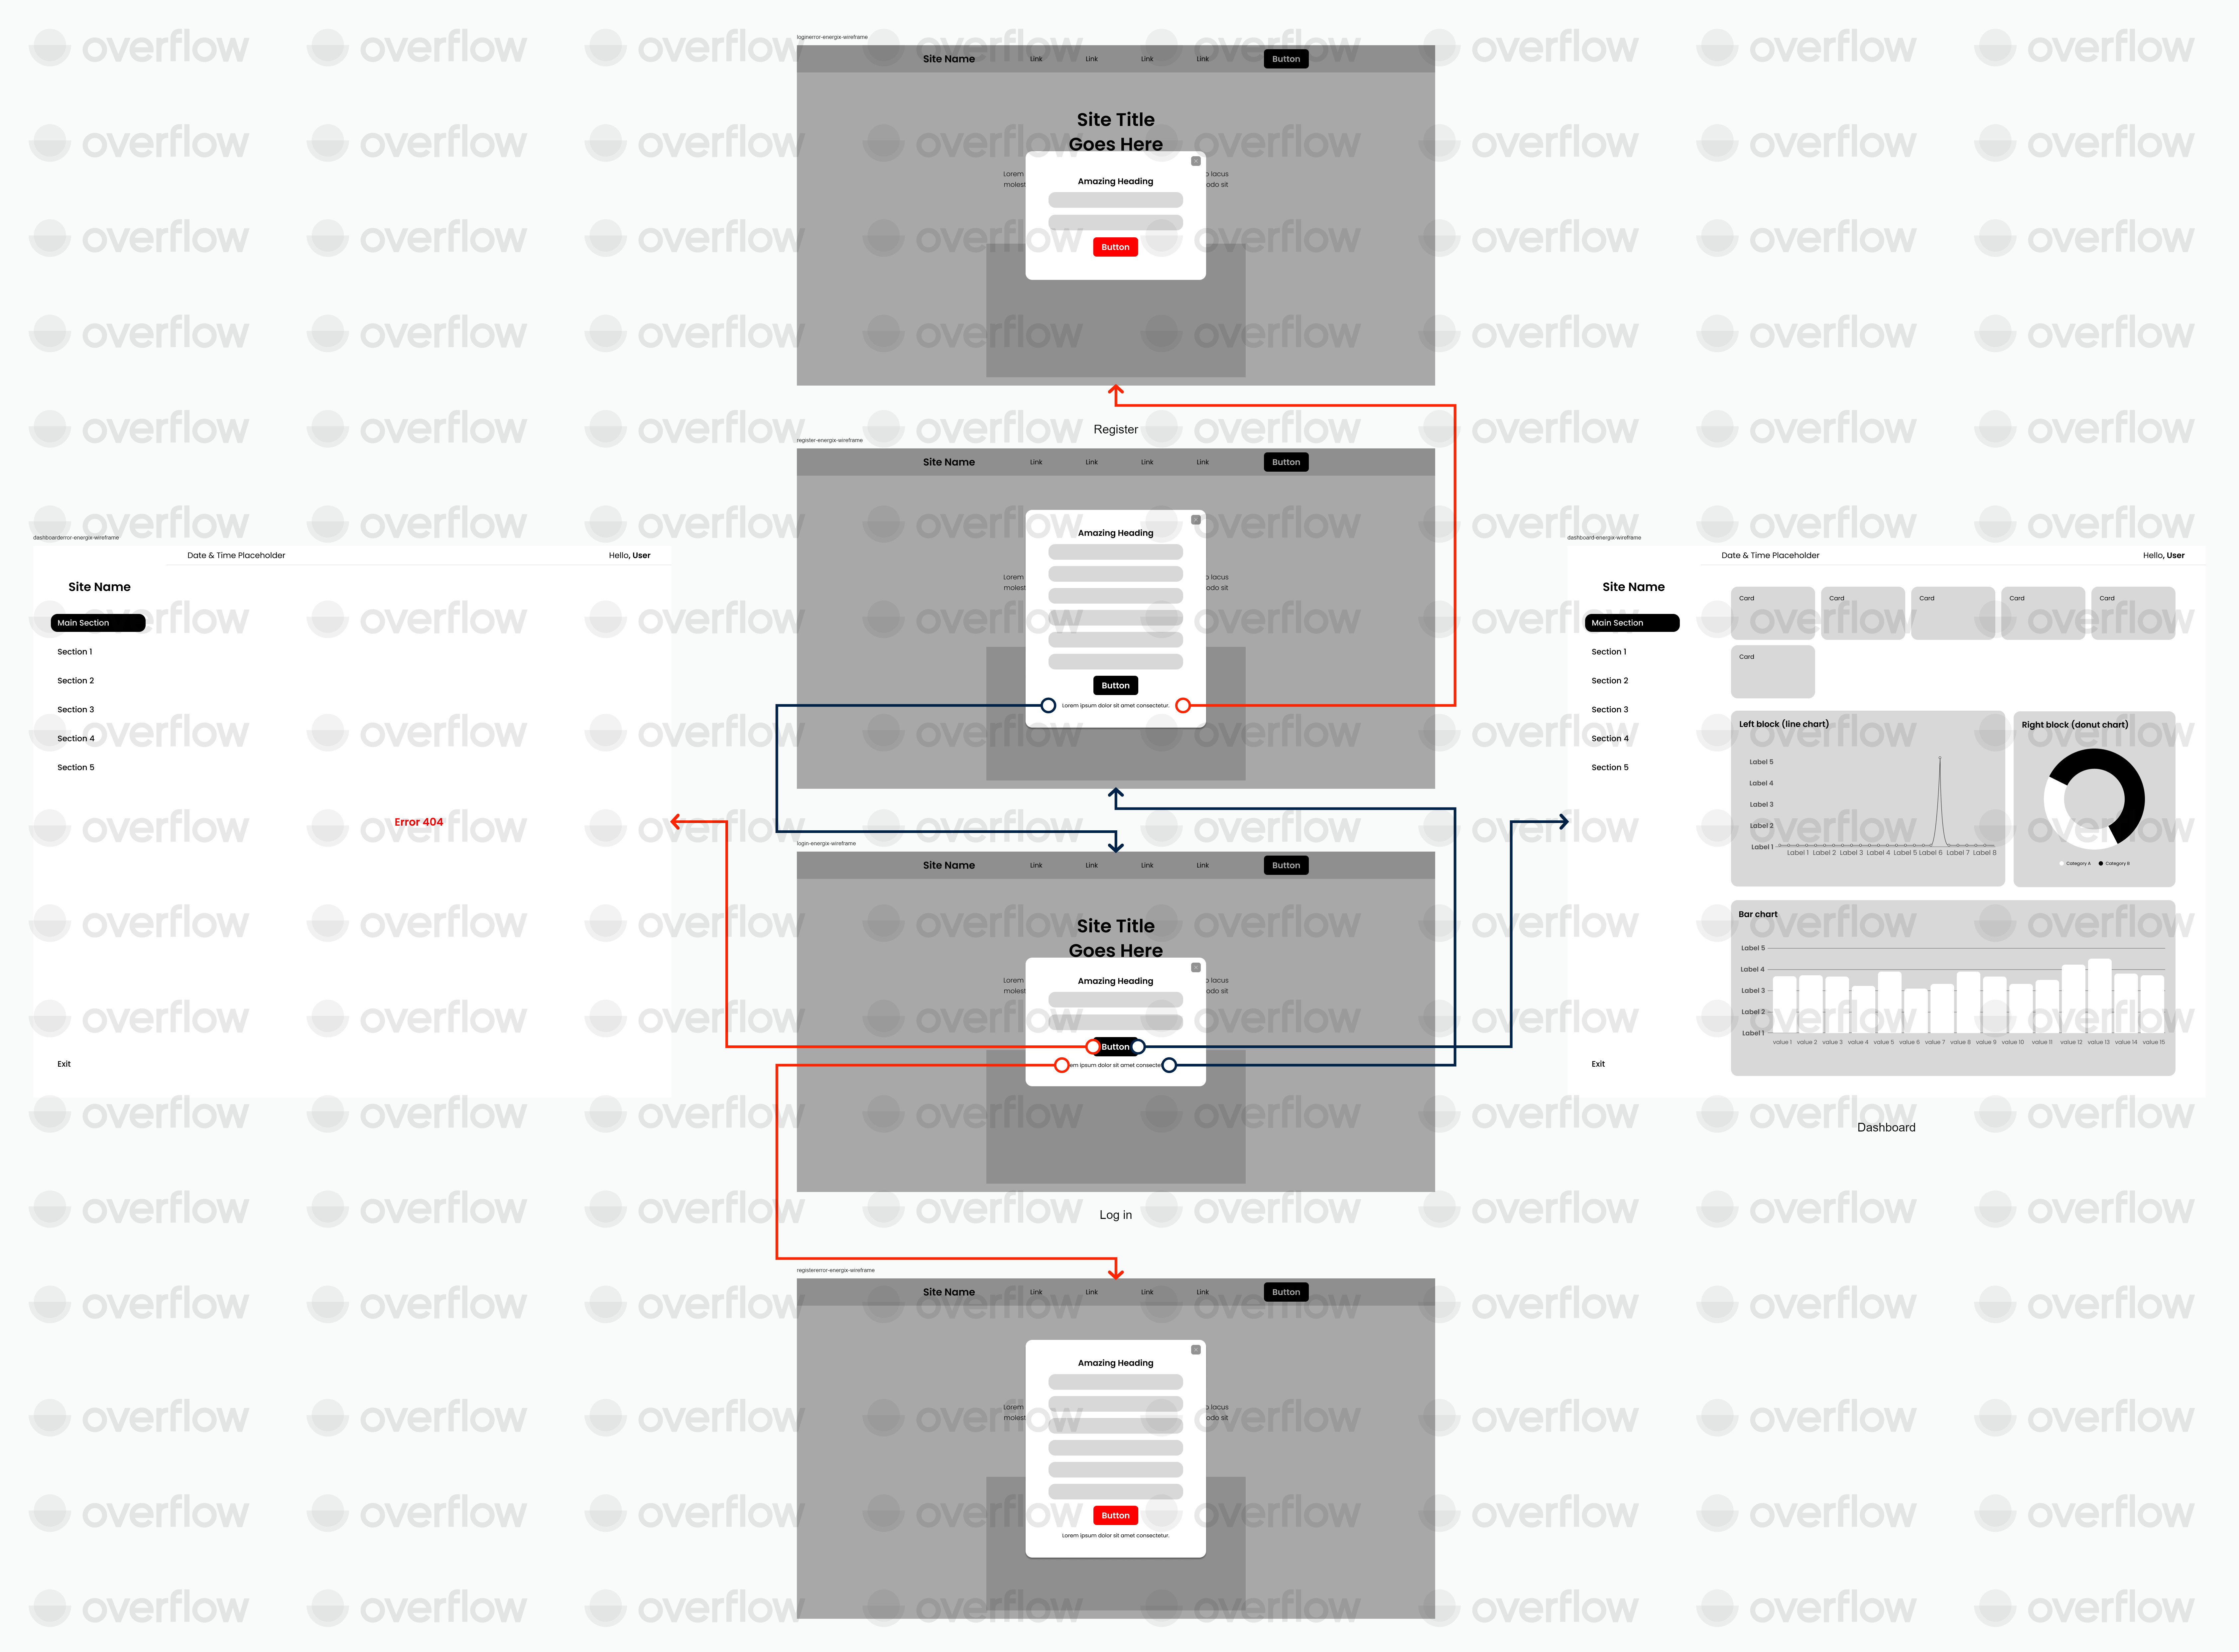 loginerror-energix-wireframe
Site Name Link Link Link Link Button
Site Title
Goes Here
Lorem
molest
lacus
odo sit
Amazing Heading
Button
Register
register-energix-wireframe
Site Name Link Link Link Link Button
Amazing Heading
Lorem
molest
lacus
odo sit
Button
Lorem ipsum dolor sit amet consectetur.
dashboarderror-energix-wireframe
Date & Time Placeholder Hello, User
Site Name
Main Section
Section 1
Section 2
Section 3
Section 4
Section 5
Error 404
Exit
login-energix-wireframe
Site Name Link Link Link Link Button
Site Title
Goes Here
Lorem
molest
lacus
odo sit
Amazing Heading
Button
em ipsum dolor sit amet consecte
Log in
dashboard-energix-wireframe
Date & Time Placeholder Hello, User
Site Name
Main Section
Section 1
Section 2
Section 3
Section 4
Section 5
Exit
Card Card Card Card Card
Card
Left block (line chart)
Label 5
Label 4
Label 3
Label 2
Label 1
Label 1 Label 2 Label 3 Label 4 Label 5 Label 6 Label 7 Label 8
Right block (donut chart)
Category A Category B
Bar chart
Label 5
Label 4
Label 3
Label 2
Label 1
value 1 value 2 value 3 value 4 value 5 value 6 value 7 value 8 value 9 value 10 value 11 value 12 value 13 value 14 value 15
Dashboard
registererror-energix-wireframe
Site Name Link Link Link Link Button
Amazing Heading
Lorem
molest
lacus
odo sit
Button
Lorem ipsum dolor sit amet consectetur.
overflow